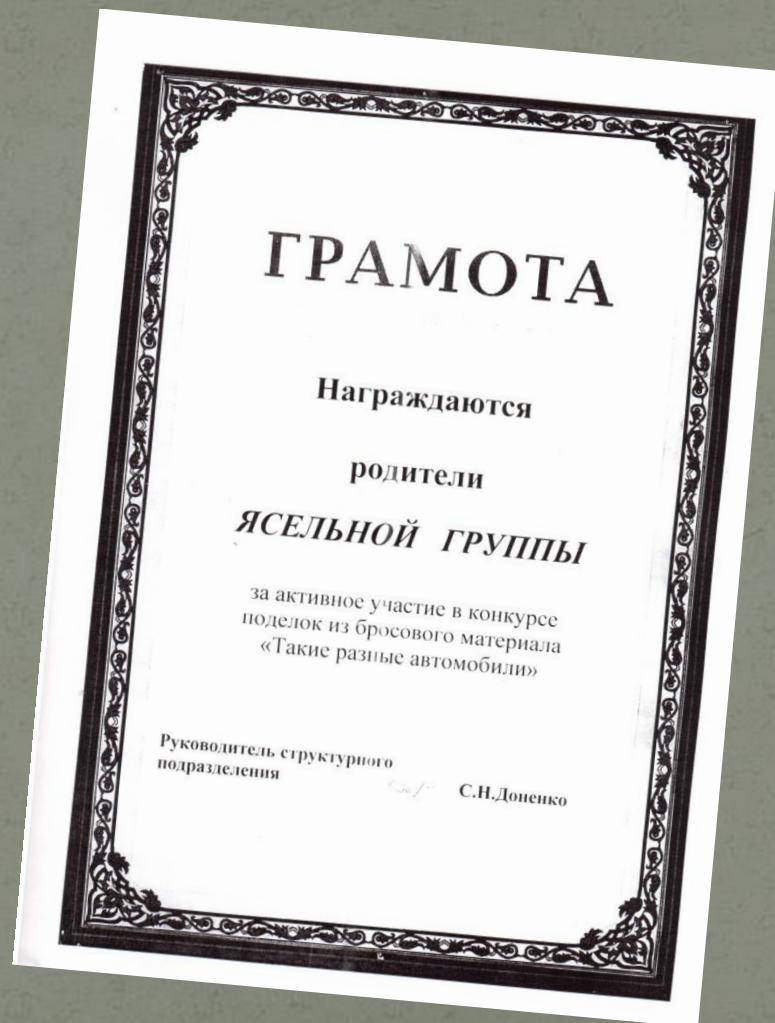 ГРАМОТА
Награждаются
родители
ЯСЕЛЬНОЙ ГРУППЫ
за активное участие в конкурсе
поделок из бросового материала
«Такие разные автомобили»
Руководитель структурного
подразделения
С.Н.Доненко